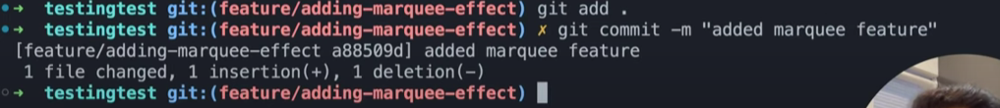 ➜ testingtest git:(feature/adding-marquee-effect) git add .
➜ testingtest git:(feature/adding-marquee-effect) ✗ git commit -m "added marquee feature"
[feature/adding-marquee-effect a88509d] added marquee feature
1 file changed, 1 insertion(+), 1 deletion(-)
➜ testingtest git:(feature/adding-marquee-effect)